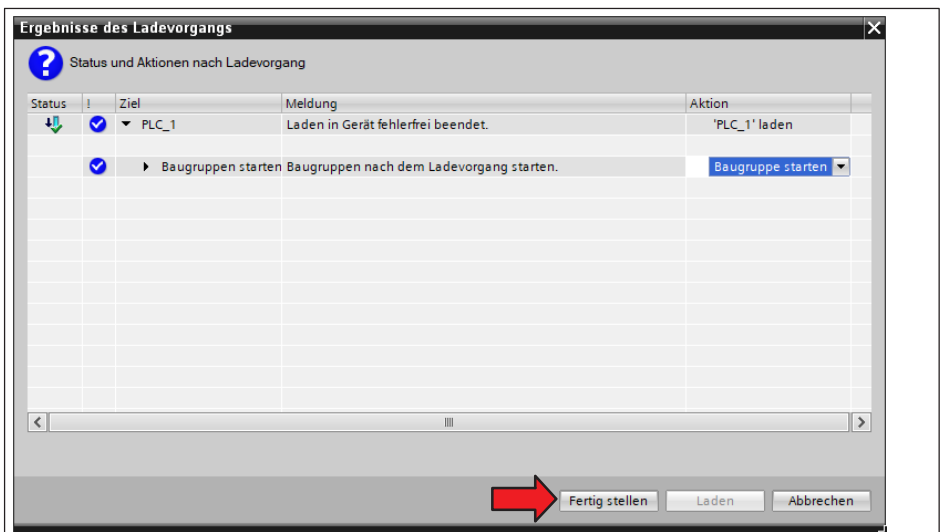 Ergebnisse des Ladevorgangs
?
Status und Aktionen nach Ladevorgang
Status ! Ziel Meldung Aktion
PLC_1 Laden in Gerät fehlerfrei beendet. 'PLC_1' laden
Baugruppen starten Baugruppen nach dem Ladevorgang starten. Baugruppe starten
Fertig stellen Laden Abbrechen